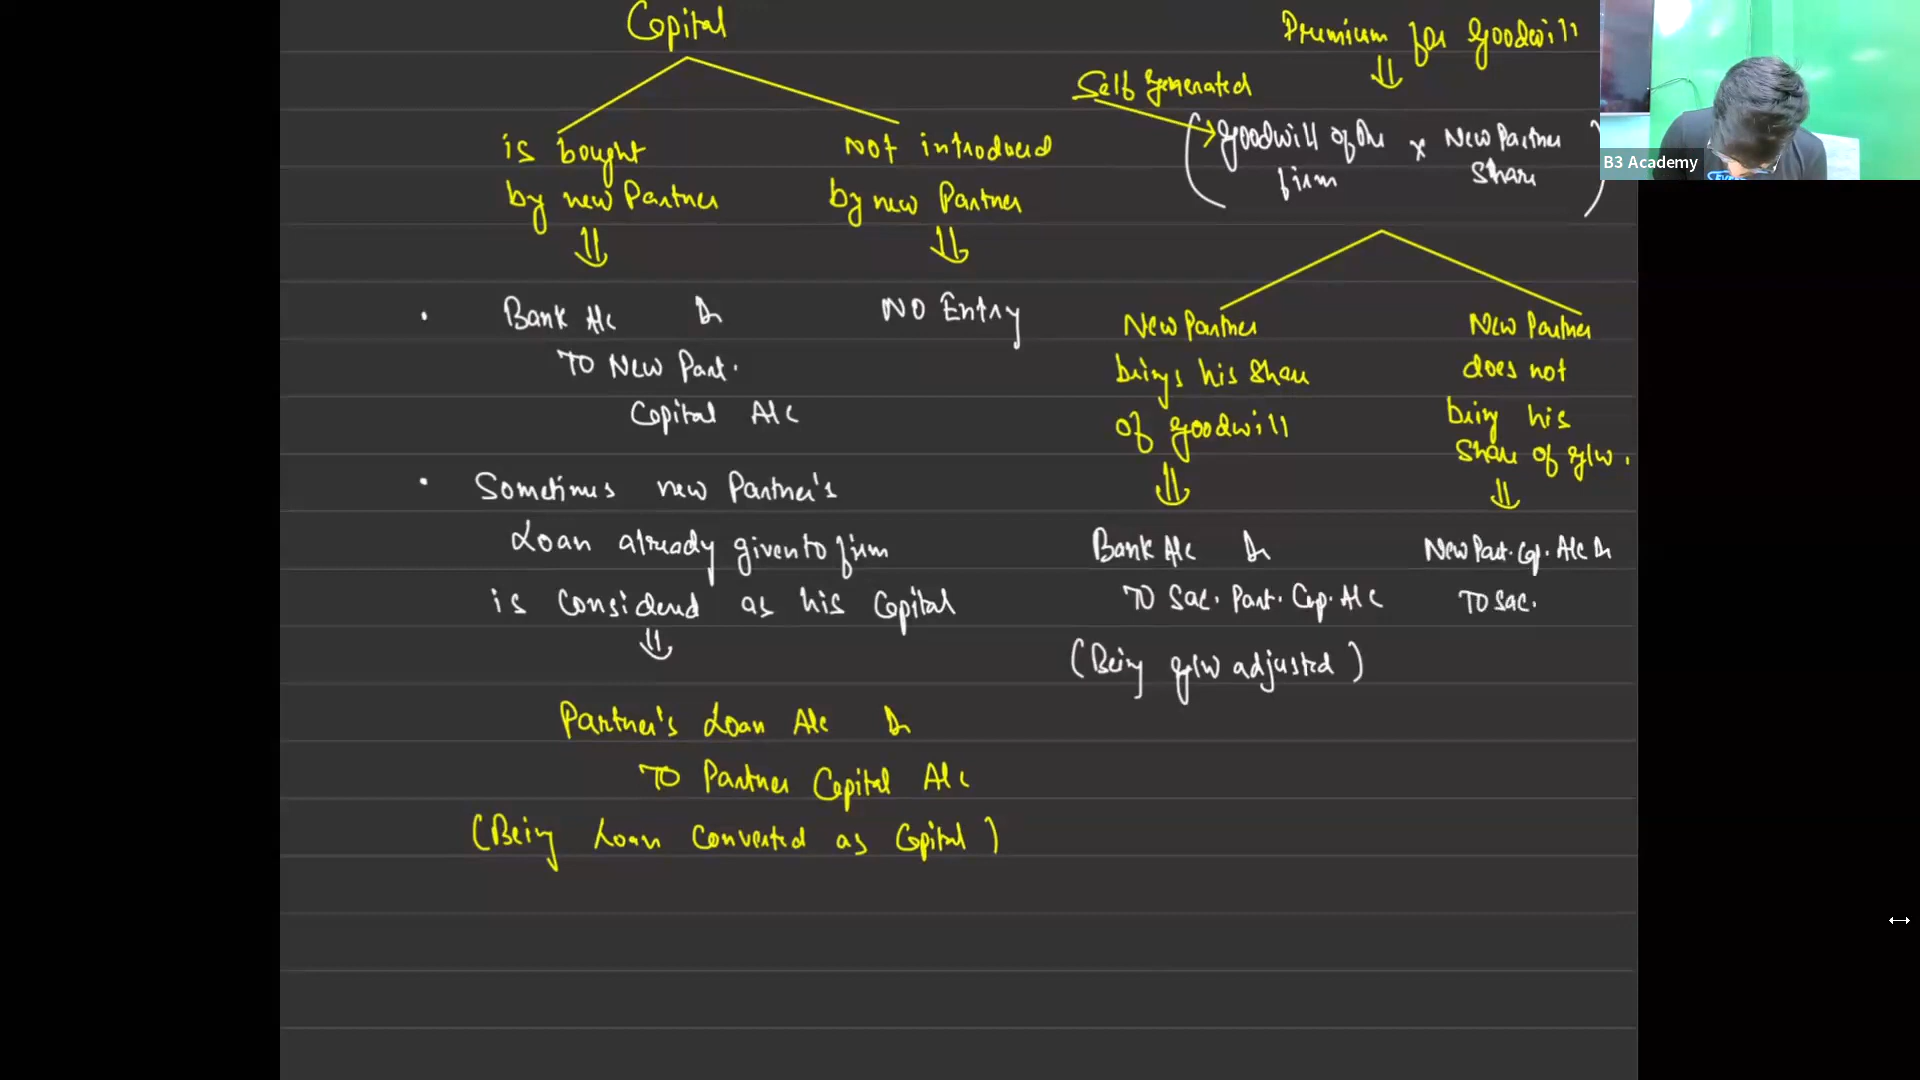 Capital
is bought
by new Partner
⇓
• Bank A/c Dr
To New Part.
Capital A/c
Not introduced
by new Partner
⇓
NO Entry
• Sometimes new Partner's
Loan already given to firm
is considered as his Capital
⇓
Partner's Loan A/c Dr
To Partner Capital A/c
(Being Loan Converted as Capital)
Premium for Goodwill
⇓
Self generated
(Goodwill of the firm × New Partner Share)
New Partner
brings his Share
of goodwill
⇓
Bank A/c Dr
To Sac. Part. Cap. A/c
(Being g/w adjusted)
New Partner
does not
bring his
Share of g/w.
⇓
New Part. Cap. A/c Dr
To Sac.
B3 Academy